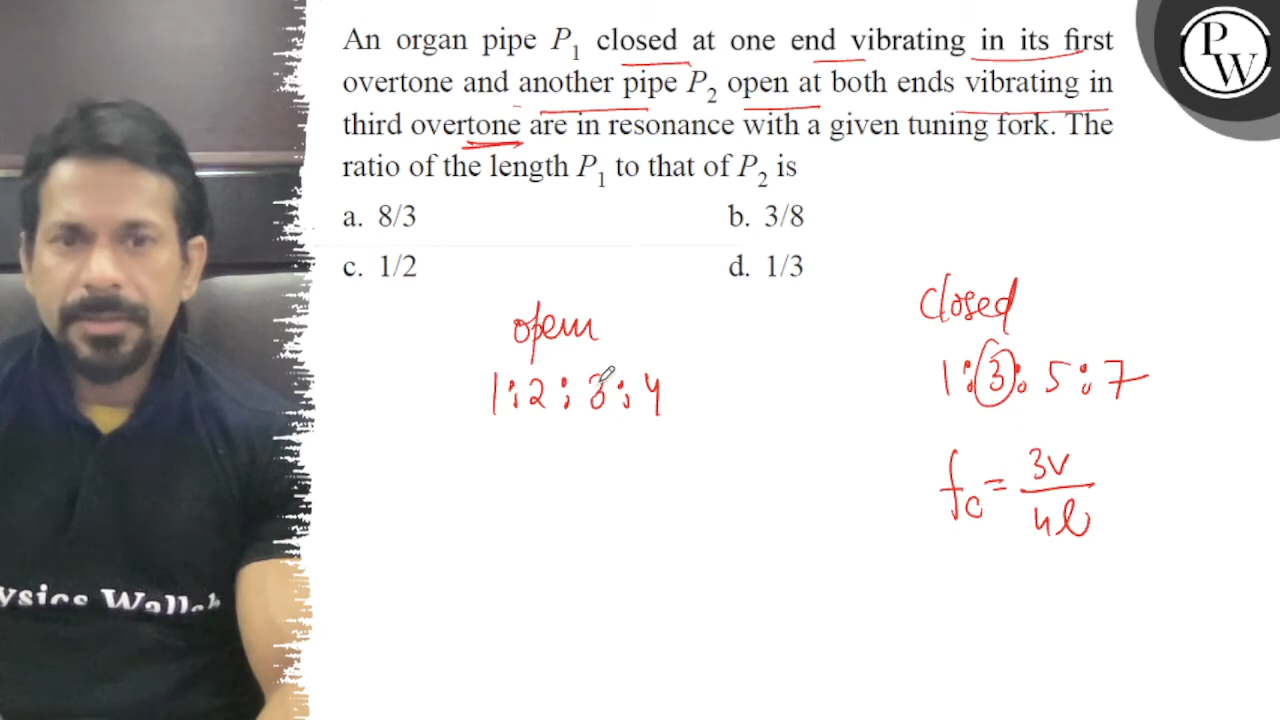 An organ pipe P₁ closed at one end vibrating in its first
overtone and another pipe P₂ open at both ends vibrating in
third overtone are in resonance with a given tuning fork. The
ratio of the length P₁ to that of P₂ is
a. 8/3
b. 3/8
c. 1/2
d. 1/3
open
1 : 2 : 3 : 4
closed
1 : 3 : 5 : 7
fc = 3v/4l
PW
ysics Wallah